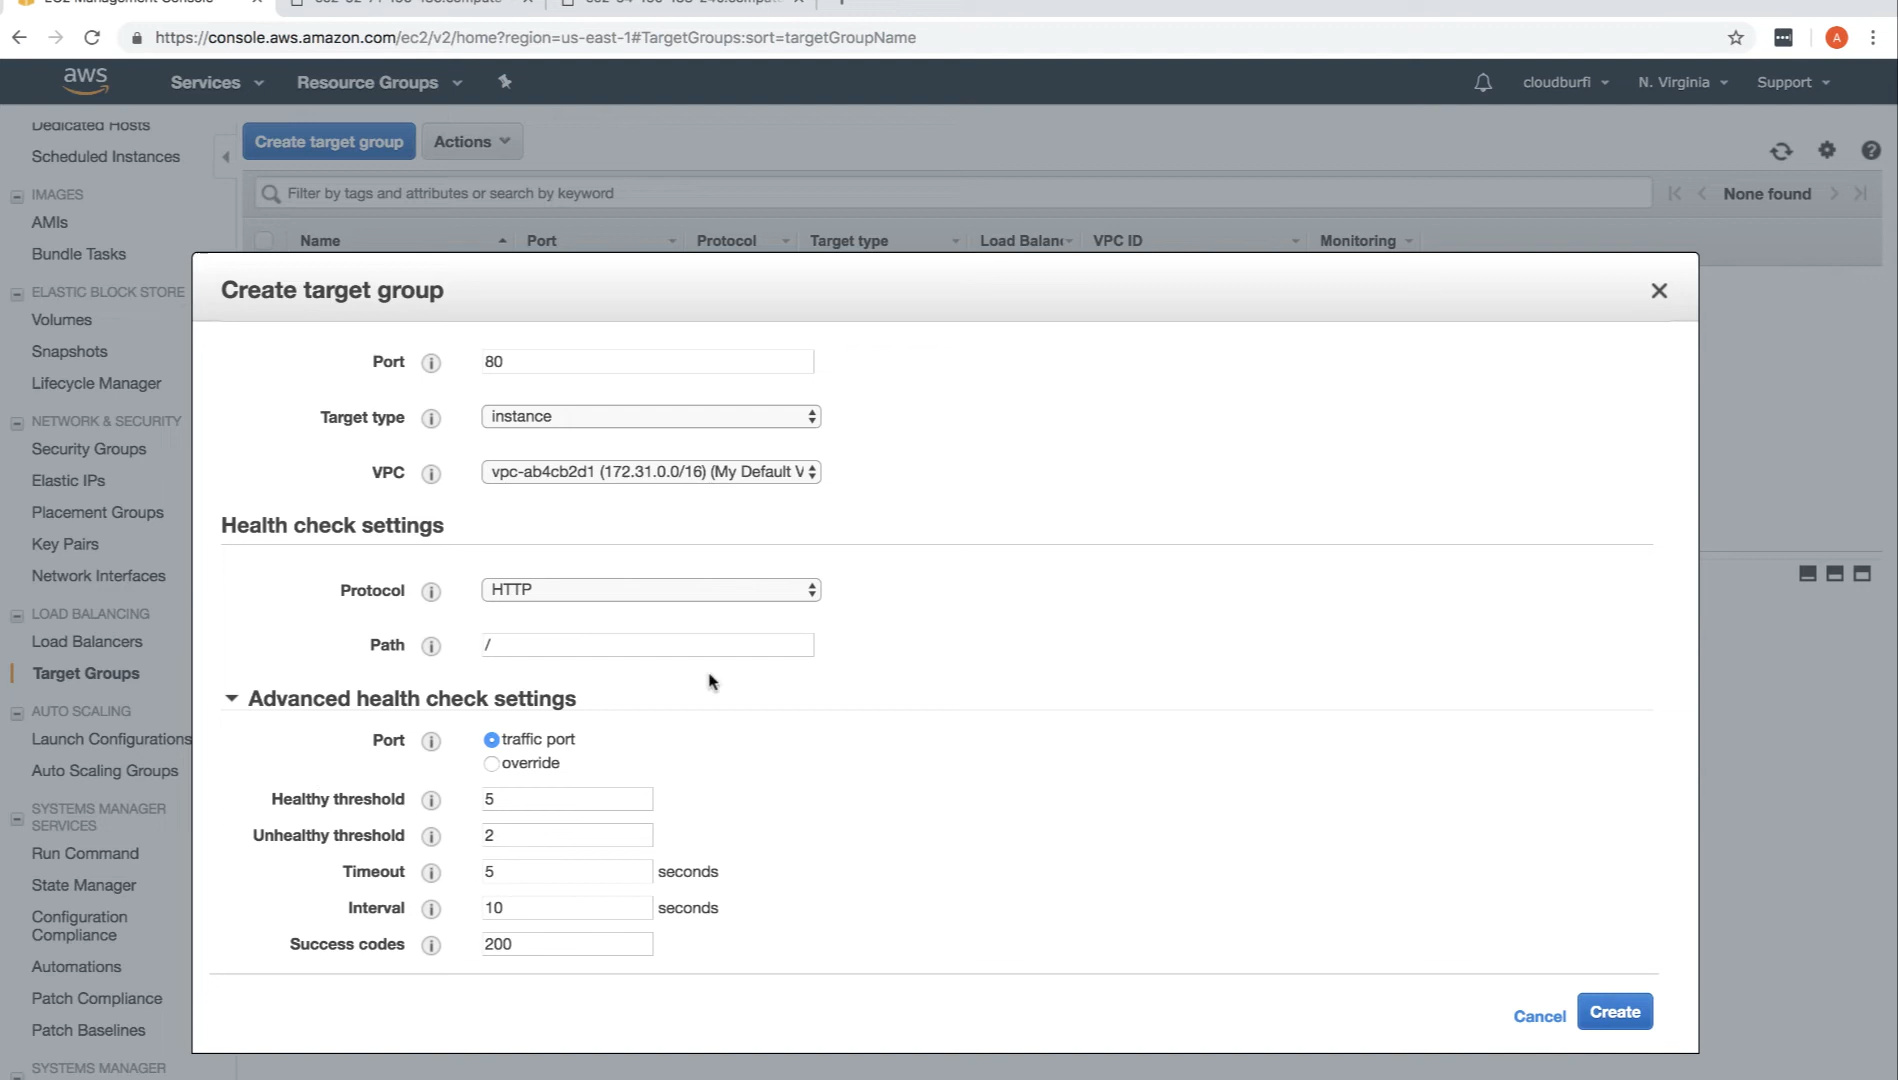 https://console.aws.amazon.com/ec2/v2/home?region=us-east-1#TargetGroups:sort=targetGroupName
A
aws
Services
Resource Groups
cloudburfi
N. Virginia
Support
Dedicated Hosts
Scheduled Instances
IMAGES
AMIs
Bundle Tasks
ELASTIC BLOCK STORE
Volumes
Snapshots
Lifecycle Manager
NETWORK & SECURITY
Security Groups
Elastic IPs
Placement Groups
Key Pairs
Network Interfaces
LOAD BALANCING
Load Balancers
Target Groups
AUTO SCALING
Launch Configurations
Auto Scaling Groups
SYSTEMS MANAGER
SERVICES
Run Command
State Manager
Configuration
Compliance
Automations
Patch Compliance
Patch Baselines
SYSTEMS MANAGER
Create target group
Actions
Filter by tags and attributes or search by keyword
None found
Name
Port
Protocol
Target type
Load Balan
VPC ID
Monitoring
Create target group
Port
80
Target type
instance
VPC
vpc-ab4cb2d1 (172.31.0.0/16) (My Default V
Health check settings
Protocol
HTTP
Path
/
Advanced health check settings
Port
traffic port
override
Healthy threshold
5
Unhealthy threshold
2
Timeout
5 seconds
Interval
10 seconds
Success codes
200
Cancel
Create